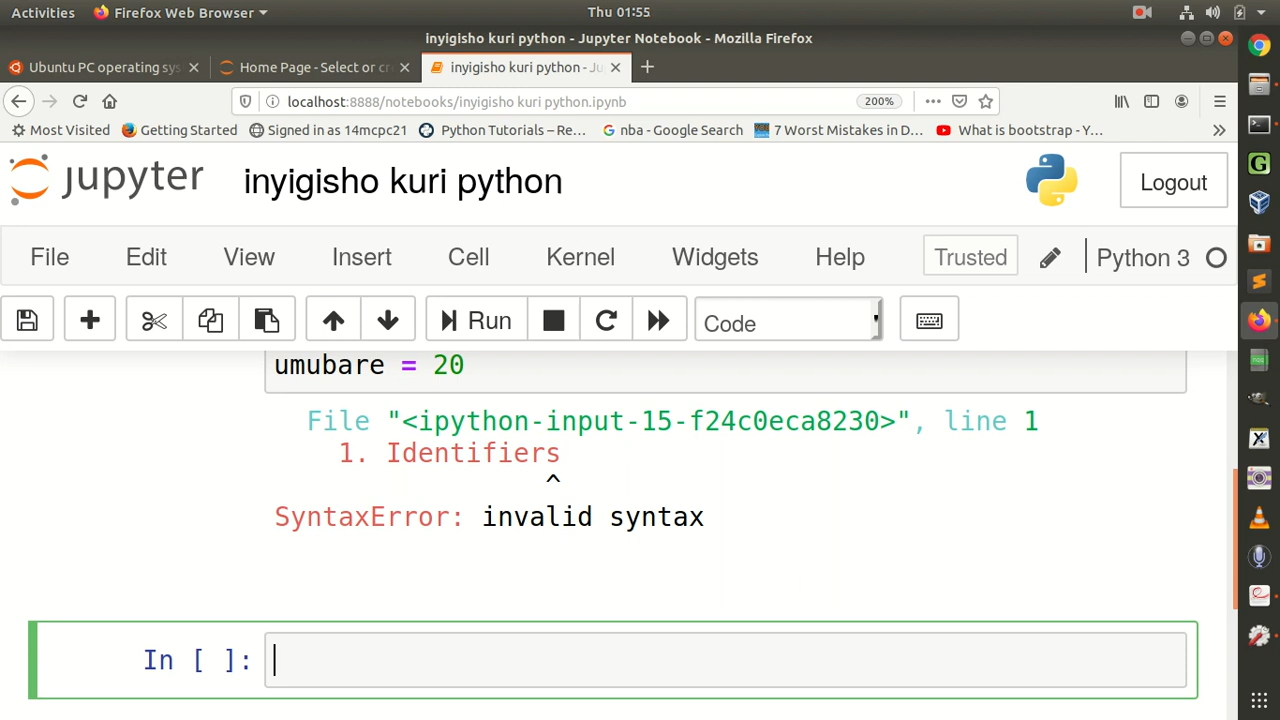 Activities Firefox Web Browser Thu 01:55
inyigisho kuri python - Jupyter Notebook - Mozilla Firefox
Ubuntu PC operating sys Home Page - Select or cr inyigisho kuri python - Ju
localhost:8888/notebooks/inyigisho kuri python.ipynb 200%
Most Visited Getting Started Signed in as 14mcpc21 Python Tutorials – Re… nba - Google Search 7 Worst Mistakes in D… What is bootstrap - Y…
jupyter inyigisho kuri python Logout
File Edit View Insert Cell Kernel Widgets Help Trusted Python 3
Run Code
umubare = 20
File "<ipython-input-15-f24c0eca8230>", line 1
1. Identifiers
^
SyntaxError: invalid syntax
In [ ]: